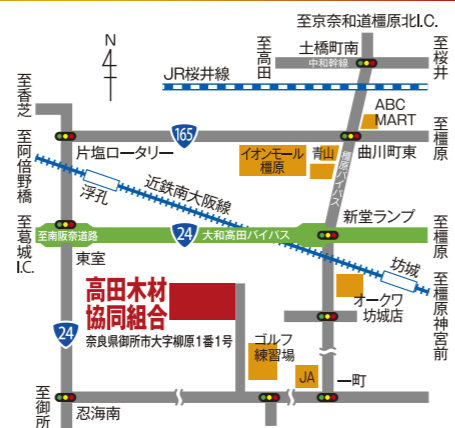 至京奈和道橿原北I.C.
至高田
土橋町南
中和幹線
至桜井
N
JR桜井線
至香芝
ABC
MART
165
片塩ロータリー
イオンモール
橿原
青山
曲川町東
至橿原
橿原バイパス
至阿倍野橋
浮孔
近鉄南大阪線
新堂ランプ
至葛城I.C.
至南阪奈道路
24
大和高田バイパス
至橿原
東室
坊城
高田木材
協同組合
奈良県御所市大字柳原1番1号
オークワ
坊城店
至橿原神宮前
24
ゴルフ
練習場
JA
一町
至御所
忍海南